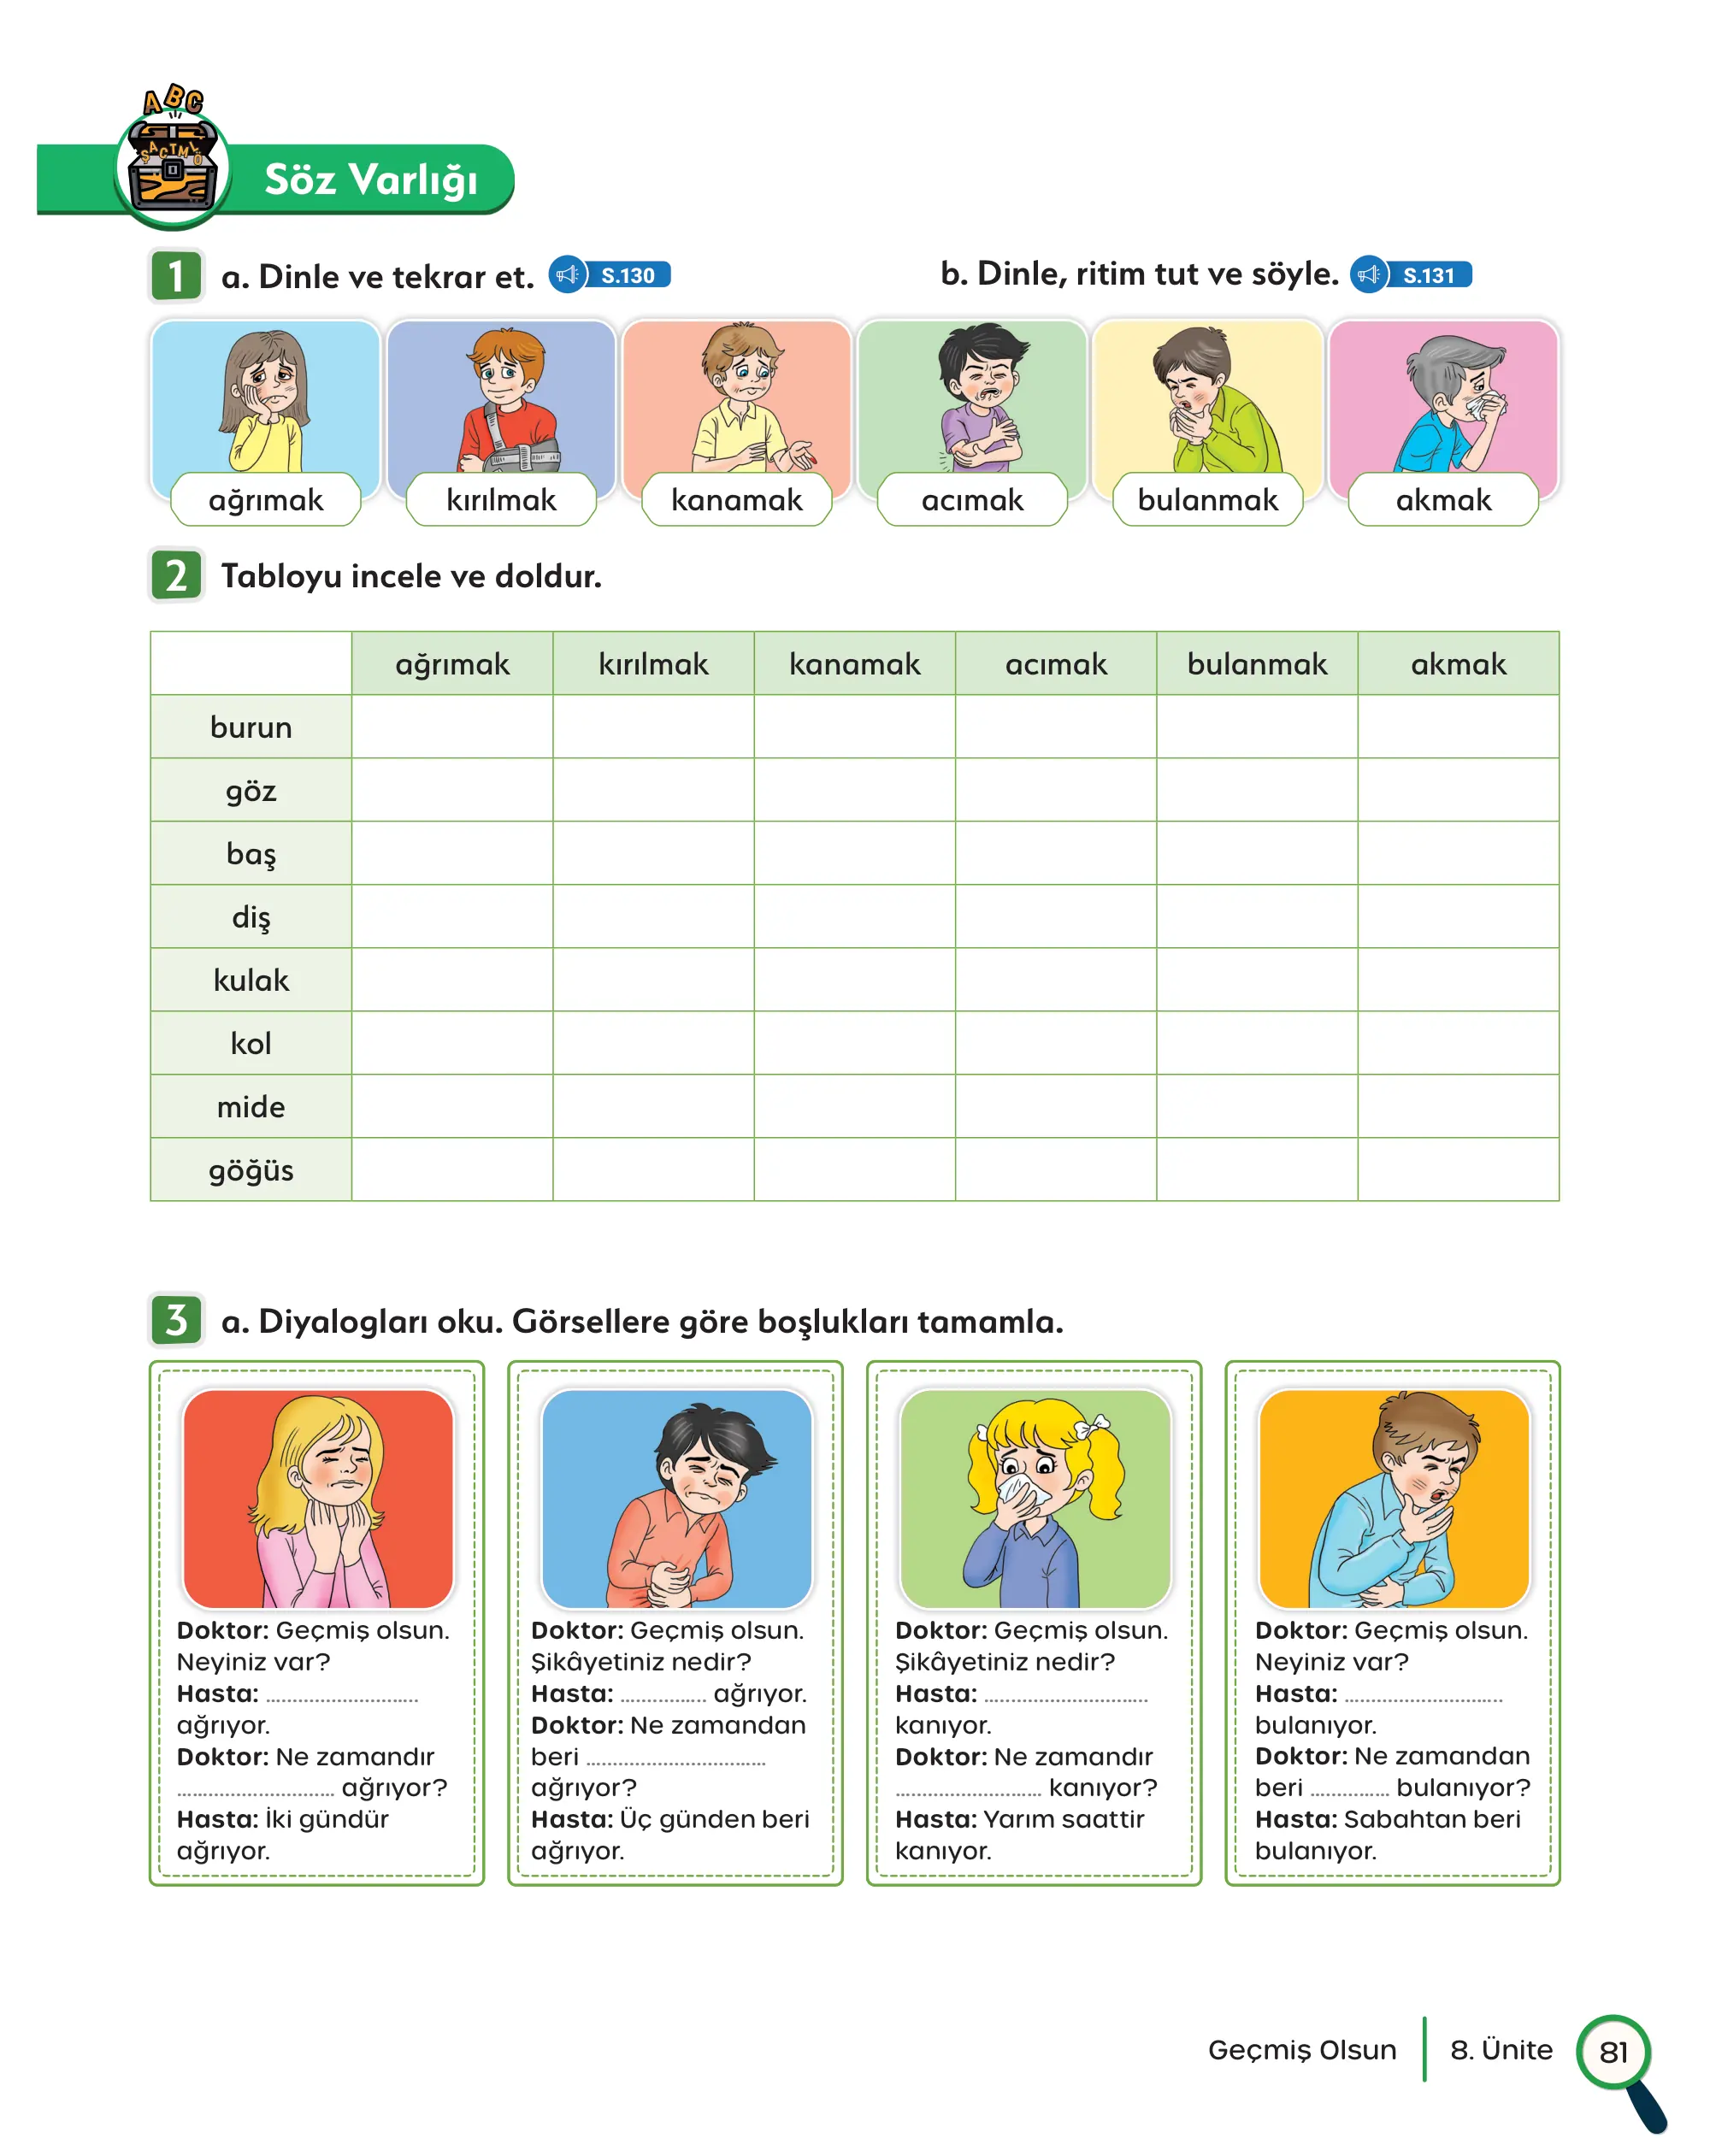 ABC
ŞACTMLÖ
Söz Varlığı
1 a. Dinle ve tekrar et. S.130
b. Dinle, ritim tut ve söyle. S.131
ağrımak kırılmak kanamak acımak bulanmak akmak
2 Tabloyu incele ve doldur.
ağrımak kırılmak kanamak acımak bulanmak akmak
burun
göz
baş
diş
kulak
kol
mide
göğüs
3 a. Diyalogları oku. Görsellere göre boşlukları tamamla.
Doktor: Geçmiş olsun.
Neyiniz var?
Hasta: ............................
ağrıyor.
Doktor: Ne zamandır
............................. ağrıyor?
Hasta: İki gündür
ağrıyor.
Doktor: Geçmiş olsun.
Şikâyetiniz nedir?
Hasta: ................ ağrıyor.
Doktor: Ne zamandan
beri .................................
ağrıyor?
Hasta: Üç günden beri
ağrıyor.
Doktor: Geçmiş olsun.
Şikâyetiniz nedir?
Hasta: ..............................
kanıyor.
Doktor: Ne zamandır
........................... kanıyor?
Hasta: Yarım saattir
kanıyor.
Doktor: Geçmiş olsun.
Neyiniz var?
Hasta: .............................
bulanıyor.
Doktor: Ne zamandan
beri ............... bulanıyor?
Hasta: Sabahtan beri
bulanıyor.
Geçmiş Olsun 8. Ünite 81